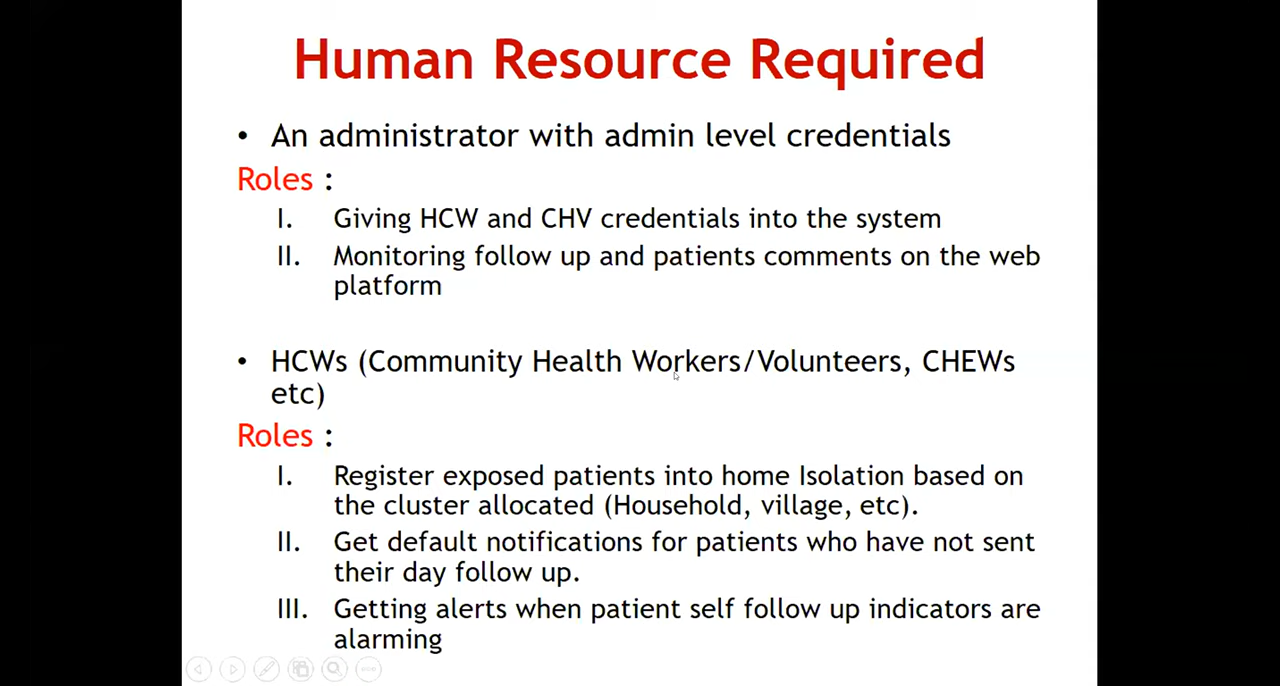 Human Resource Required
• An administrator with admin level credentials
Roles :
I. Giving HCW and CHV credentials into the system
II. Monitoring follow up and patients comments on the web
platform
• HCWs (Community Health Workers/Volunteers, CHEWs
etc)
Roles :
I. Register exposed patients into home Isolation based on
the cluster allocated (Household, village, etc).
II. Get default notifications for patients who have not sent
their day follow up.
III. Getting alerts when patient self follow up indicators are
alarming